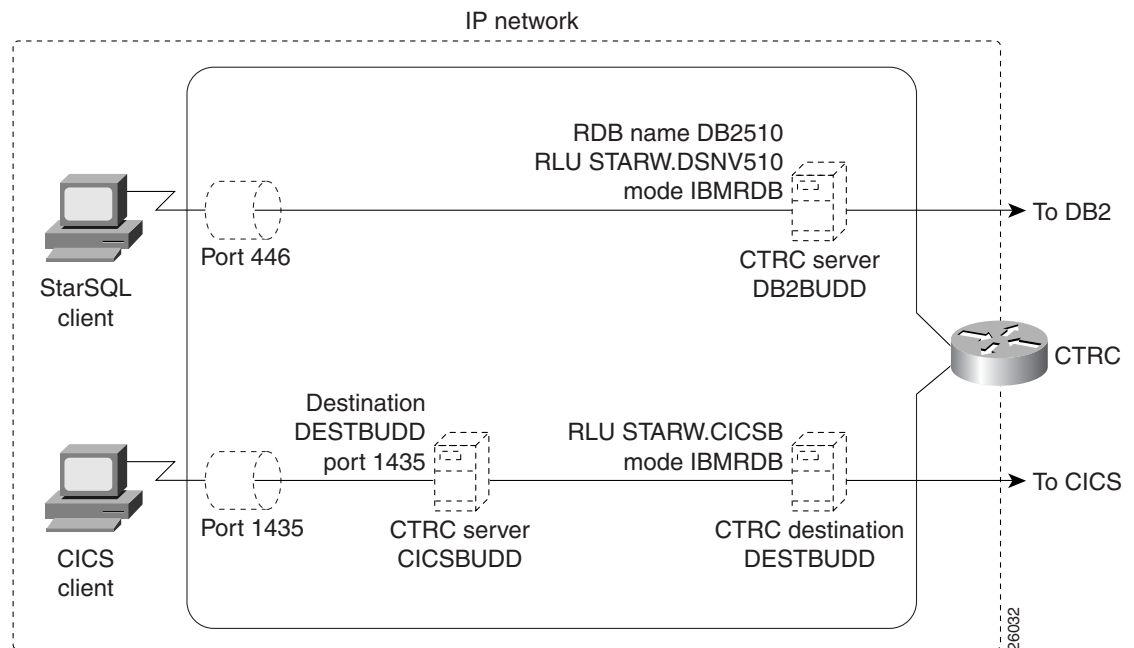 IP network
RDB name DB2510
RLU STARW.DSNV510
mode IBMRDB
To DB2
Port 446
CTRC server
DB2BUDD
StarSQL
client
CTRC
Destination
DESTBUDD
port 1435
RLU STARW.CICSB
mode IBMRDB
To CICS
Port 1435
CTRC server
CICSBUDD
CTRC destination
DESTBUDD
CICS
client
26032